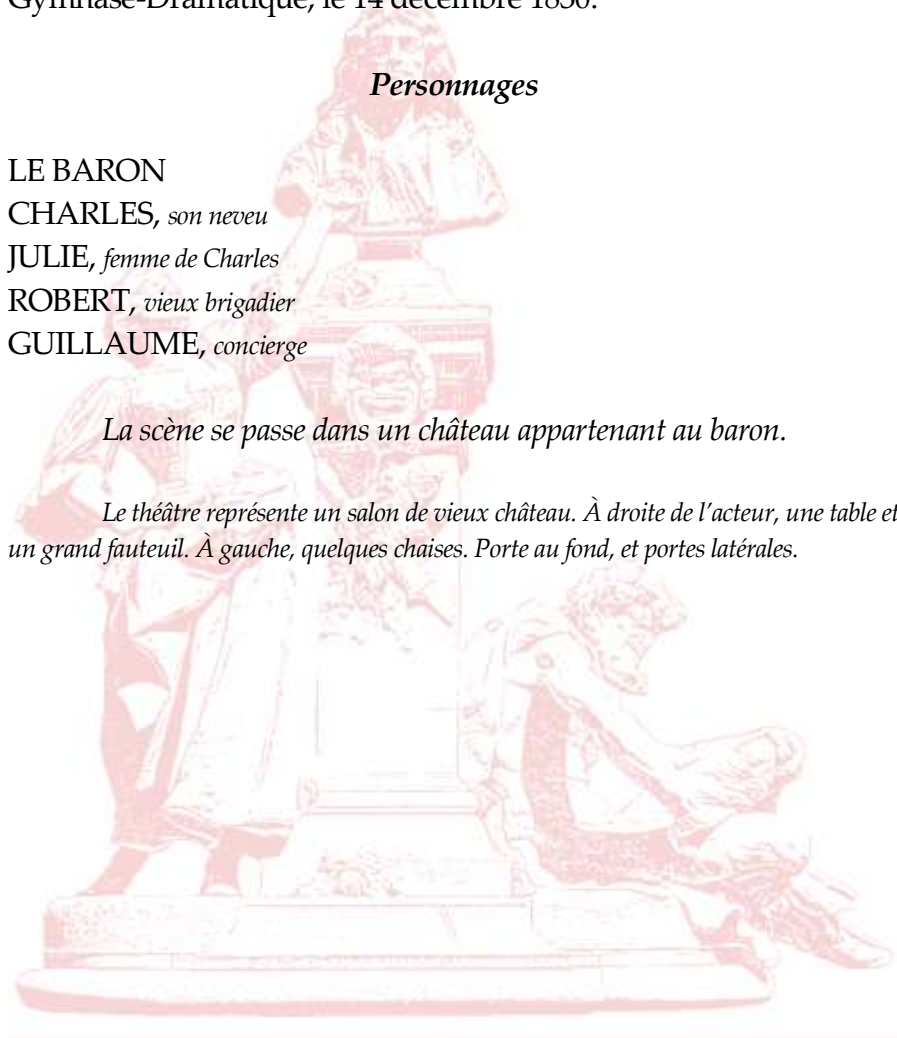 Gymnase-Dramatique, le 14 décembre 1830.
Personnages
LE BARON
CHARLES, son neveu
JULIE, femme de Charles
ROBERT, vieux brigadier
GUILLAUME, concierge
La scène se passe dans un château appartenant au baron.
Le théâtre représente un salon de vieux château. À droite de l’acteur, une table et
un grand fauteuil. À gauche, quelques chaises. Porte au fond, et portes latérales.